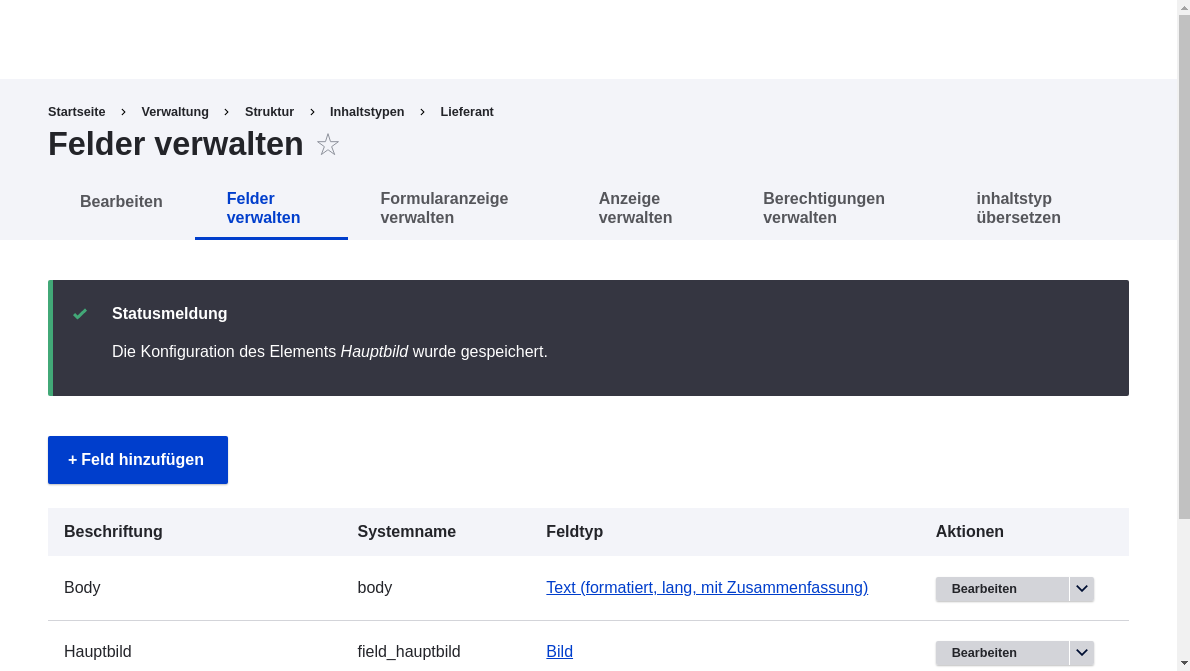 Startseite > Verwaltung > Struktur > Inhaltstypen > Lieferant
Felder verwalten ☆
Bearbeiten
Felder
verwalten
Formularanzeige
verwalten
Anzeige
verwalten
Berechtigungen
verwalten
inhaltstyp
übersetzen
Statusmeldung
Die Konfiguration des Elements Hauptbild wurde gespeichert.
+ Feld hinzufügen
Beschriftung Systemname Feldtyp Aktionen
Body body Text (formatiert, lang, mit Zusammenfassung) Bearbeiten
Hauptbild field_hauptbild Bild Bearbeiten